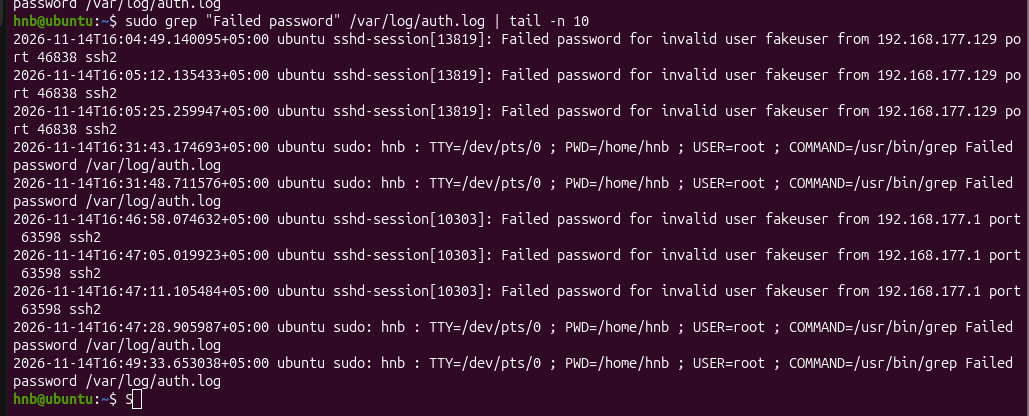 password /var/log/auth.log
hnb@ubuntu:~$ sudo grep "Failed password" /var/log/auth.log | tail -n 10
2026-11-14T16:04:49.140095+05:00 ubuntu sshd-session[13819]: Failed password for invalid user fakeuser from 192.168.177.129 po
rt 46838 ssh2
2026-11-14T16:05:12.135433+05:00 ubuntu sshd-session[13819]: Failed password for invalid user fakeuser from 192.168.177.129 po
rt 46838 ssh2
2026-11-14T16:05:25.259947+05:00 ubuntu sshd-session[13819]: Failed password for invalid user fakeuser from 192.168.177.129 po
rt 46838 ssh2
2026-11-14T16:31:43.174693+05:00 ubuntu sudo: hnb : TTY=/dev/pts/0 ; PWD=/home/hnb ; USER=root ; COMMAND=/usr/bin/grep Failed
password /var/log/auth.log
2026-11-14T16:31:48.711576+05:00 ubuntu sudo: hnb : TTY=/dev/pts/0 ; PWD=/home/hnb ; USER=root ; COMMAND=/usr/bin/grep Failed
password /var/log/auth.log
2026-11-14T16:46:58.074632+05:00 ubuntu sshd-session[10303]: Failed password for invalid user fakeuser from 192.168.177.1 port
 63598 ssh2
2026-11-14T16:47:05.019923+05:00 ubuntu sshd-session[10303]: Failed password for invalid user fakeuser from 192.168.177.1 port
 63598 ssh2
2026-11-14T16:47:11.105484+05:00 ubuntu sshd-session[10303]: Failed password for invalid user fakeuser from 192.168.177.1 port
 63598 ssh2
2026-11-14T16:47:28.905987+05:00 ubuntu sudo: hnb : TTY=/dev/pts/0 ; PWD=/home/hnb ; USER=root ; COMMAND=/usr/bin/grep Failed
password /var/log/auth.log
2026-11-14T16:49:33.653038+05:00 ubuntu sudo: hnb : TTY=/dev/pts/0 ; PWD=/home/hnb ; USER=root ; COMMAND=/usr/bin/grep Failed
password /var/log/auth.log
hnb@ubuntu:~$ S